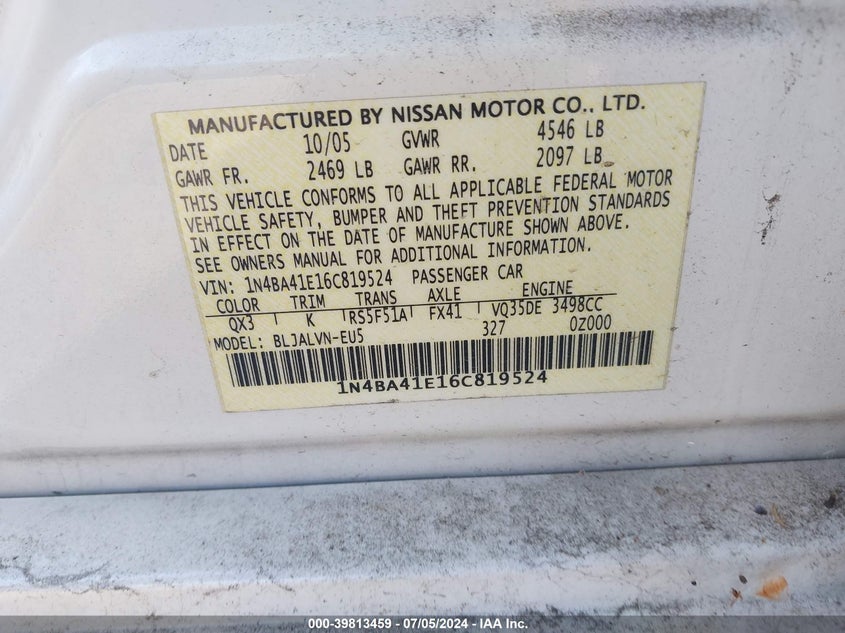 MANUFACTURED BY NISSAN MOTOR CO., LTD.
DATE 10/05 GVWR 4546 LB
GAWR FR. 2469 LB GAWR RR. 2097 LB
THIS VEHICLE CONFORMS TO ALL APPLICABLE FEDERAL MOTOR
VEHICLE SAFETY, BUMPER AND THEFT PREVENTION STANDARDS
IN EFFECT ON THE DATE OF MANUFACTURE SHOWN ABOVE.
SEE OWNERS MANUAL FOR ADDITIONAL INFORMATION.
VIN: 1N4BA41E16C819524 PASSENGER CAR
COLOR TRIM TRANS AXLE ENGINE
QX3 K RS5F51A FX41 VQ35DE 3498CC
MODEL: BLJALVN-EU5 327 0Z000
1N4BA41E16C819524
000-39813459 / 07/05/2024 - IAA Inc.